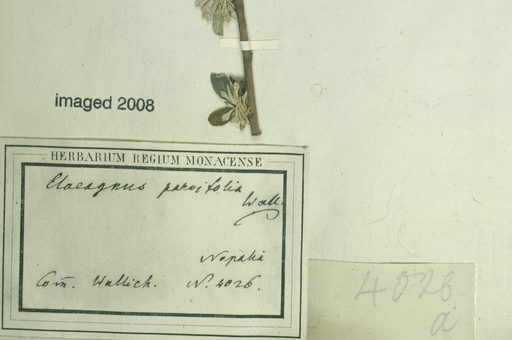 imaged 2008
HERBARIUM REGIUM MONACENSE
Elaeagnus parvifolia
Wall.
Nepalia
Com̃. Wallich. N. 4026.
4026
a